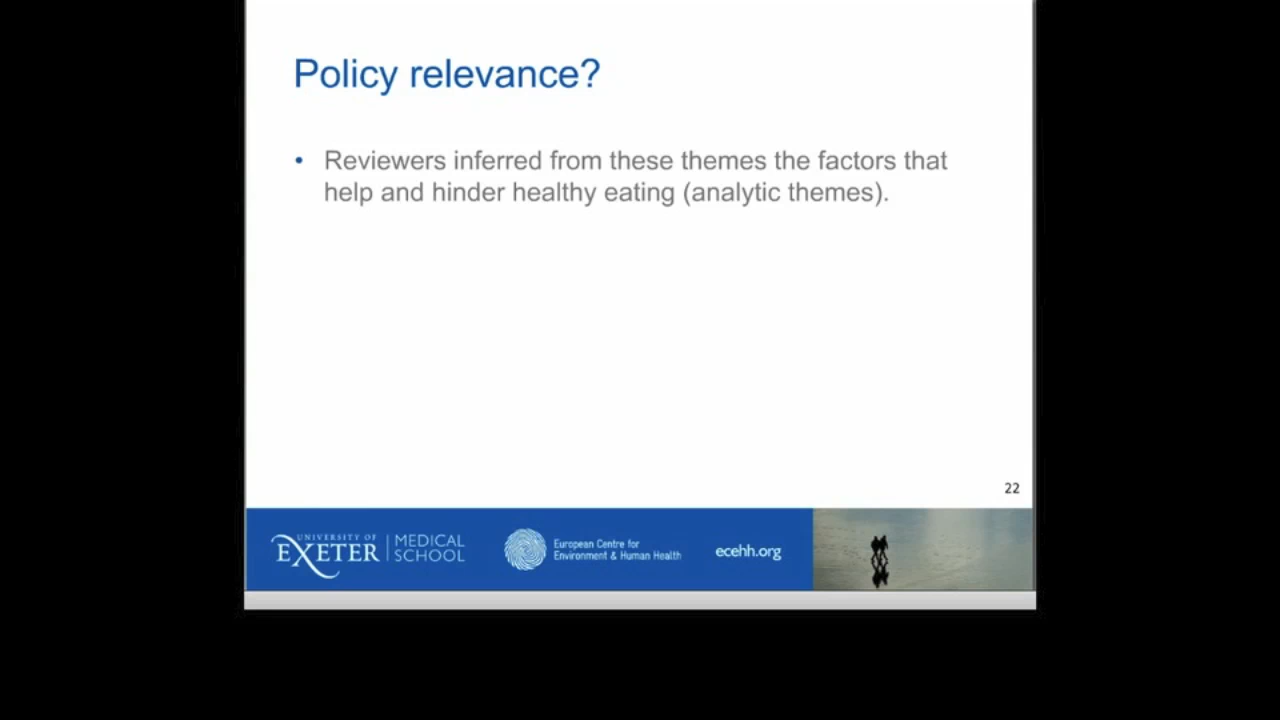 Policy relevance?
• Reviewers inferred from these themes the factors that
help and hinder healthy eating (analytic themes).
22
UNIVERSITY OF
EXETER
MEDICAL
SCHOOL
European Centre for
Environment & Human Health
ecehh.org